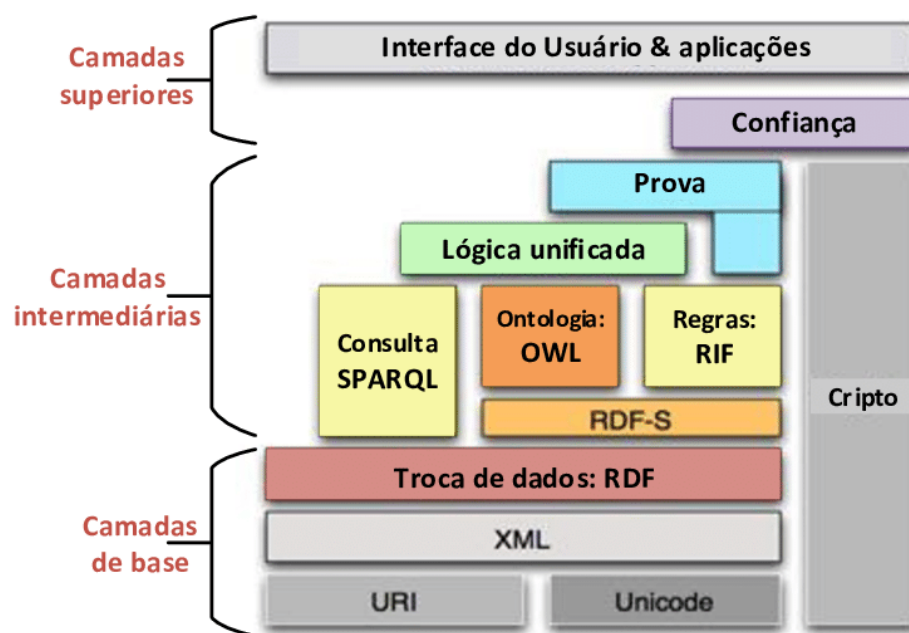 Camadas
superiores
Interface do Usuário & aplicações
Confiança
Camadas
intermediárias
Prova
Lógica unificada
Consulta
SPARQL
Ontologia:
OWL
Regras:
RIF
RDF-S
Cripto
Camadas
de base
Troca de dados: RDF
XML
URI
Unicode